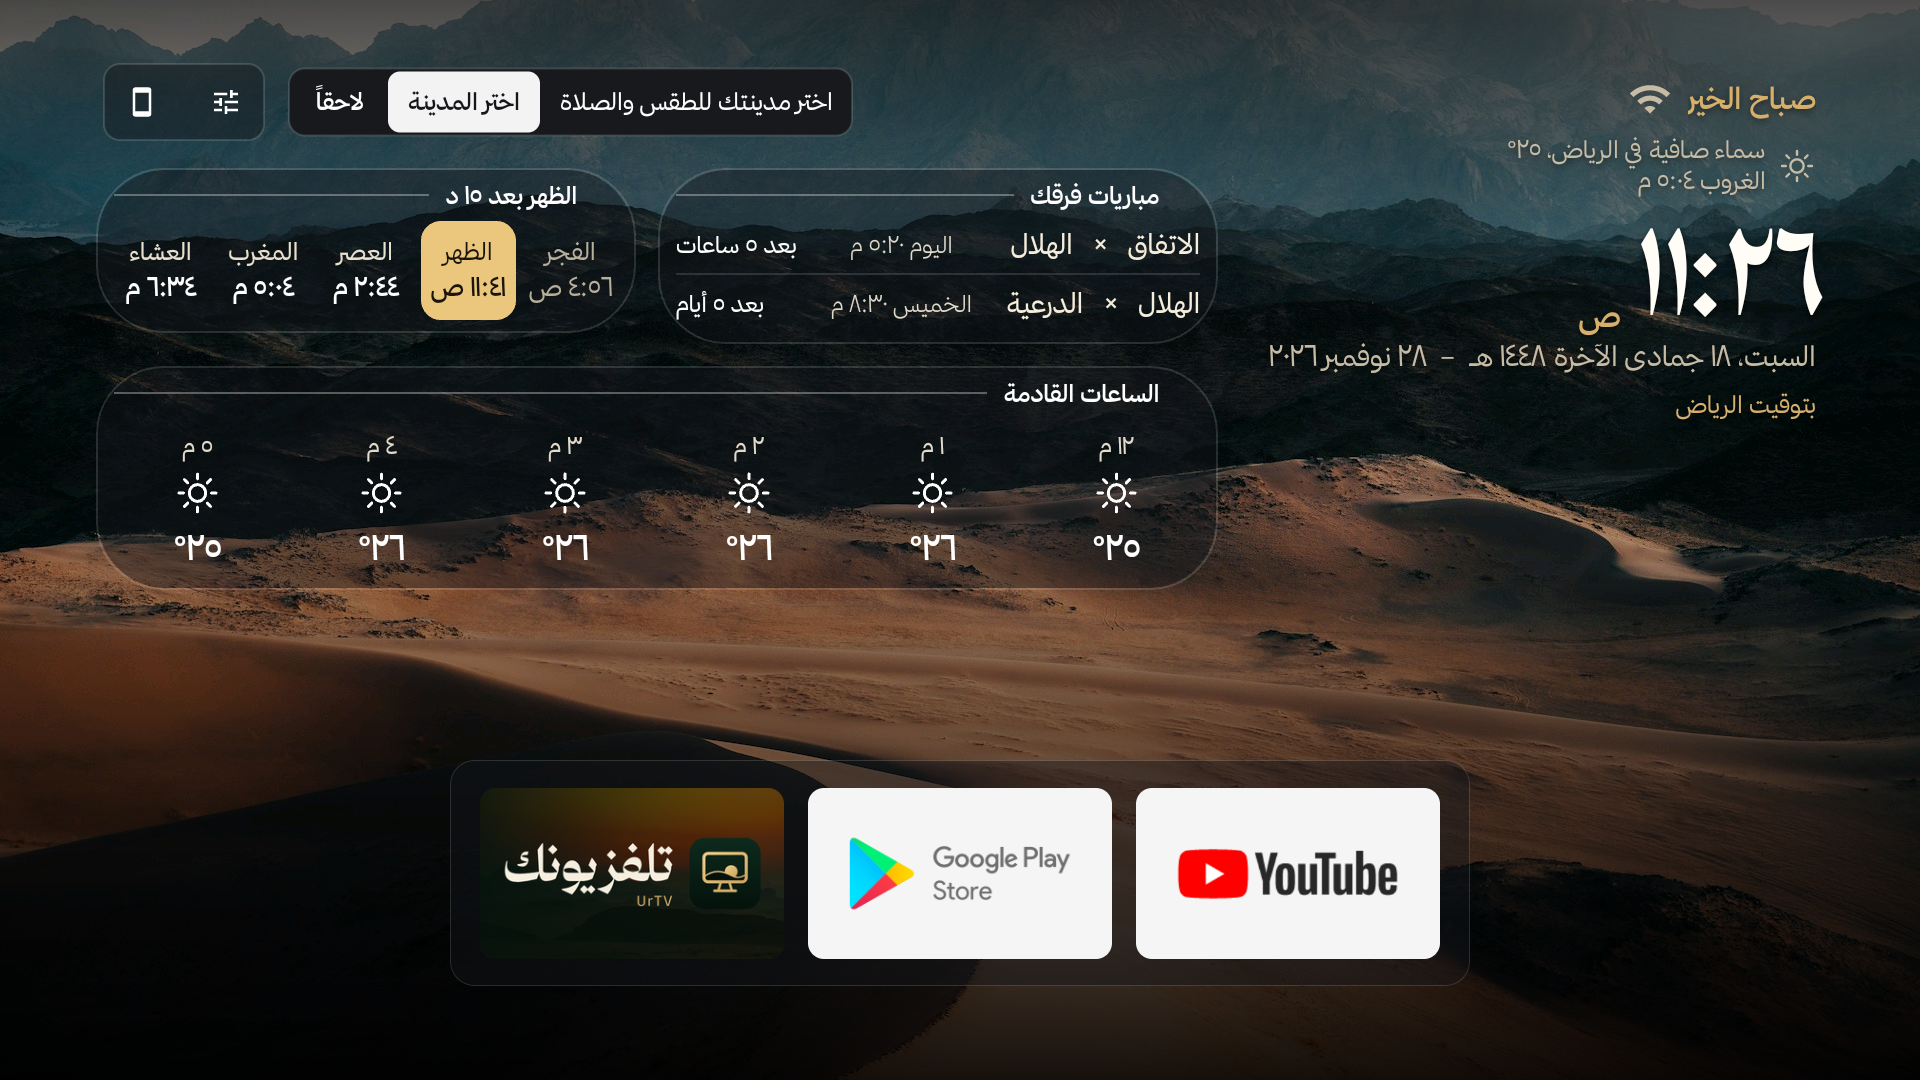 صباح الخير
سماء صافية في الرياض، ٢٥°
الغروب ٥:٠٤ م
١١:٢٦ ص
السبت، ١٨ جمادى الآخرة ١٤٤٨ هـ – ٢٨ نوفمبر ٢٠٢٦
بتوقيت الرياض
اختر مدينتك للطقس والصلاة اختر المدينة لاحقاً
مباريات فرقك
الاتفاق × الهلال اليوم ٥:٢٠ م بعد ٥ ساعات
الهلال × الدرعية الخميس ٨:٣٠ م بعد ٥ أيام
الظهر بعد ١٥ د
الفجر الظهر العصر المغرب العشاء
٤:٥٦ ص ١١:٤١ ص ٢:٤٤ م ٥:٠٤ م ٦:٣٤ م
الساعات القادمة
١٢ م ١ م ٢ م ٣ م ٤ م ٥ م
٢٥° ٢٦° ٢٦° ٢٦° ٢٦° ٢٥°
YouTube
Google Play
Store
تلفزيونك
UrTV